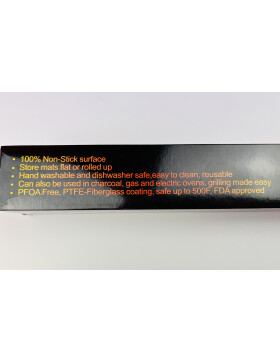 • 100% Non-Stick surface
• Store mats flat or rolled up
• Hand washable and dishwasher safe,easy to clean, reusable
• Can also be used in charcoal, gas and electric ovens, grilling made easy
• PFOA Free, PTFE-Fiberglass coating, safe up to 500F, FDA approved